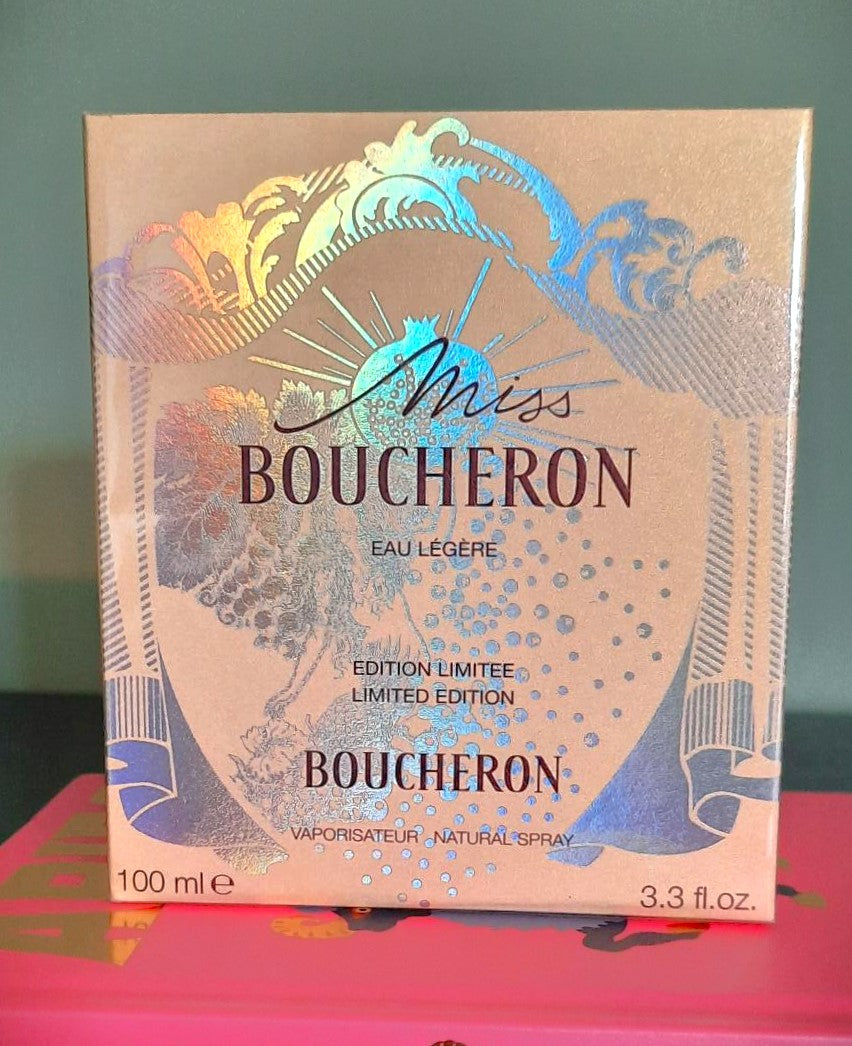 Miss
BOUCHERON
EAU LÉGÈRE
EDITION LIMITEE
LIMITED EDITION
BOUCHERON
VAPORISATEUR NATURAL SPRAY
100 ml e
3.3 fl.oz.